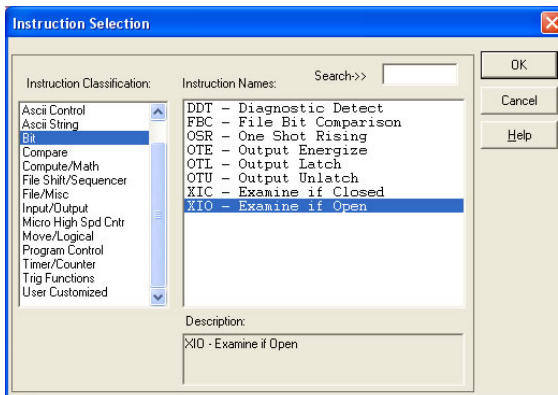 Instruction Selection
Instruction Classification:
Ascii Control
Ascii String
Bit
Compare
Compute/Math
File Shift/Sequencer
File/Misc
Input/Output
Micro High Spd Cntr
Move/Logical
Program Control
Timer/Counter
Trig Functions
User Customized
Instruction Names:
Search->>
DDT - Diagnostic Detect
FBC - File Bit Comparison
OSR - One Shot Rising
OTE - Output Energize
OTL - Output Latch
OTU - Output Unlatch
XIC - Examine if Closed
XIO - Examine if Open
Description:
XIO - Examine if Open
OK
Cancel
Help